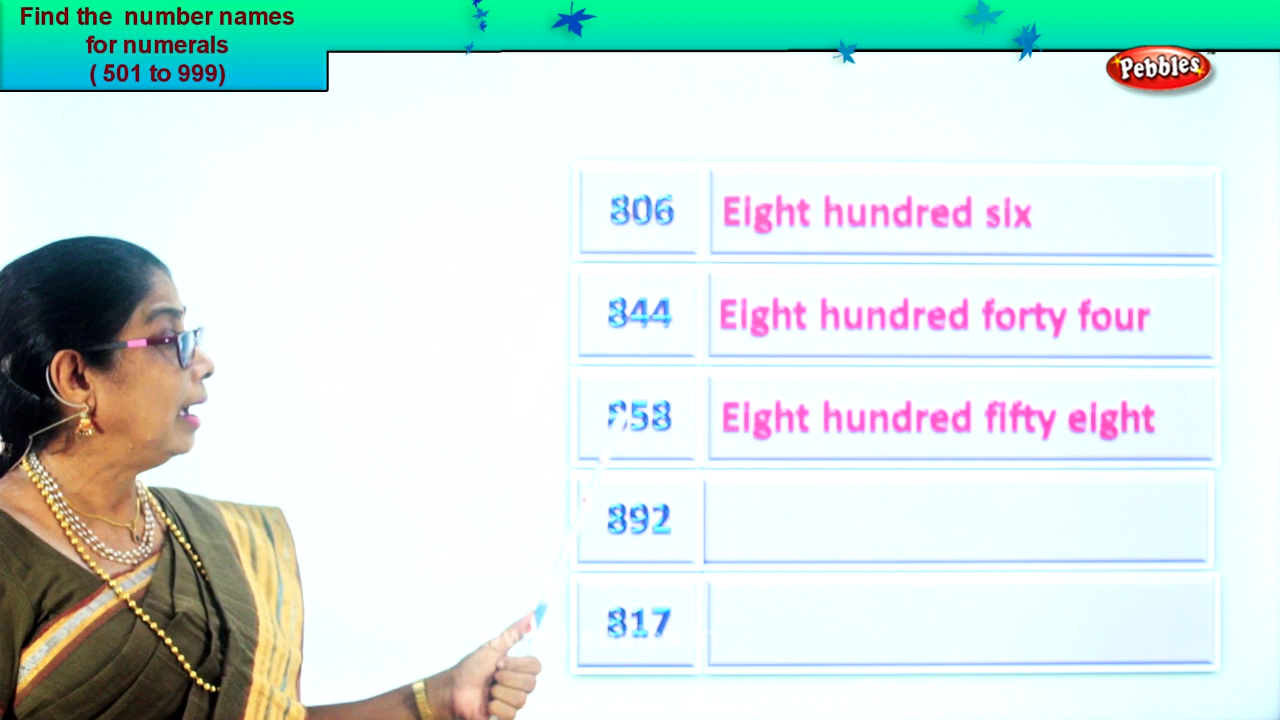 Find the number names
for numerals
( 501 to 999)
Pebbles
806 Eight hundred six
844 Eight hundred forty four
858 Eight hundred fifty eight
892
817